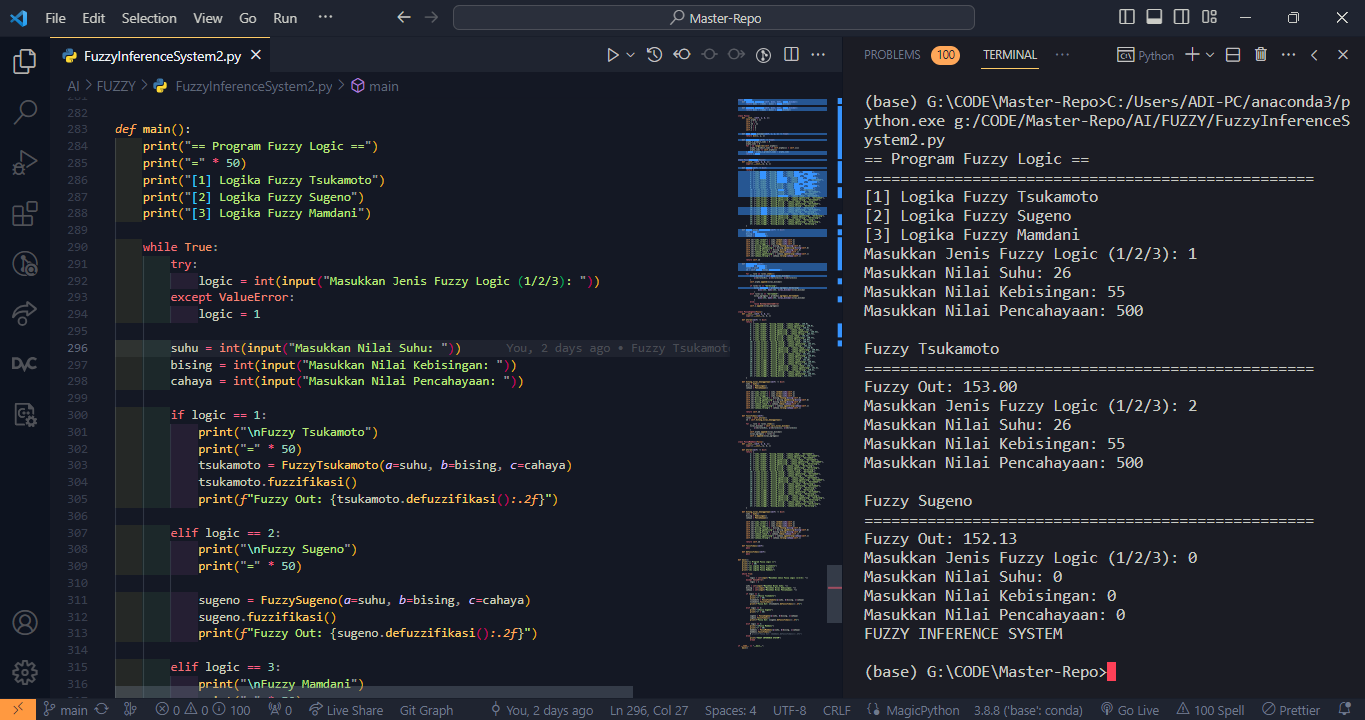 File Edit Selection View Go Run ··· Master-Repo
FuzzyInferenceSystem2.py
AI > FUZZY > FuzzyInferenceSystem2.py > main
282
283 def main():
284 print("== Program Fuzzy Logic ==")
285 print("=" * 50)
286 print("[1] Logika Fuzzy Tsukamoto")
287 print("[2] Logika Fuzzy Sugeno")
288 print("[3] Logika Fuzzy Mamdani")
289
290 while True:
291 try:
292 logic = int(input("Masukkan Jenis Fuzzy Logic (1/2/3): "))
293 except ValueError:
294 logic = 1
295
296 suhu = int(input("Masukkan Nilai Suhu: ")) You, 2 days ago • Fuzzy Tsukamot
297 bising = int(input("Masukkan Nilai Kebisingan: "))
298 cahaya = int(input("Masukkan Nilai Pencahayaan: "))
299
300 if logic == 1:
301 print("\nFuzzy Tsukamoto")
302 print("=" * 50)
303 tsukamoto = FuzzyTsukamoto(a=suhu, b=bising, c=cahaya)
304 tsukamoto.fuzzifikasi()
305 print(f"Fuzzy Out: {tsukamoto.defuzzifikasi():.2f}")
306
307 elif logic == 2:
308 print("\nFuzzy Sugeno")
309 print("=" * 50)
310
311 sugeno = FuzzySugeno(a=suhu, b=bising, c=cahaya)
312 sugeno.fuzzifikasi()
313 print(f"Fuzzy Out: {sugeno.defuzzifikasi():.2f}")
314
315 elif logic == 3:
316 print("\nFuzzy Mamdani")
PROBLEMS 100 TERMINAL ··· Python
(base) G:\CODE\Master-Repo>C:/Users/ADI-PC/anaconda3/p
ython.exe g:/CODE/Master-Repo/AI/FUZZY/FuzzyInferenceS
ystem2.py
== Program Fuzzy Logic ==
==================================================
[1] Logika Fuzzy Tsukamoto
[2] Logika Fuzzy Sugeno
[3] Logika Fuzzy Mamdani
Masukkan Jenis Fuzzy Logic (1/2/3): 1
Masukkan Nilai Suhu: 26
Masukkan Nilai Kebisingan: 55
Masukkan Nilai Pencahayaan: 500
Fuzzy Tsukamoto
==================================================
Fuzzy Out: 153.00
Masukkan Jenis Fuzzy Logic (1/2/3): 2
Masukkan Nilai Suhu: 26
Masukkan Nilai Kebisingan: 55
Masukkan Nilai Pencahayaan: 500
Fuzzy Sugeno
==================================================
Fuzzy Out: 152.13
Masukkan Jenis Fuzzy Logic (1/2/3): 0
Masukkan Nilai Suhu: 0
Masukkan Nilai Kebisingan: 0
Masukkan Nilai Pencahayaan: 0
FUZZY INFERENCE SYSTEM
(base) G:\CODE\Master-Repo>
DVC
main 0 0 100 0 Live Share Git Graph You, 2 days ago Ln 296, Col 27 Spaces: 4 UTF-8 CRLF MagicPython 3.8.8 ('base': conda) Go Live 100 Spell Prettier